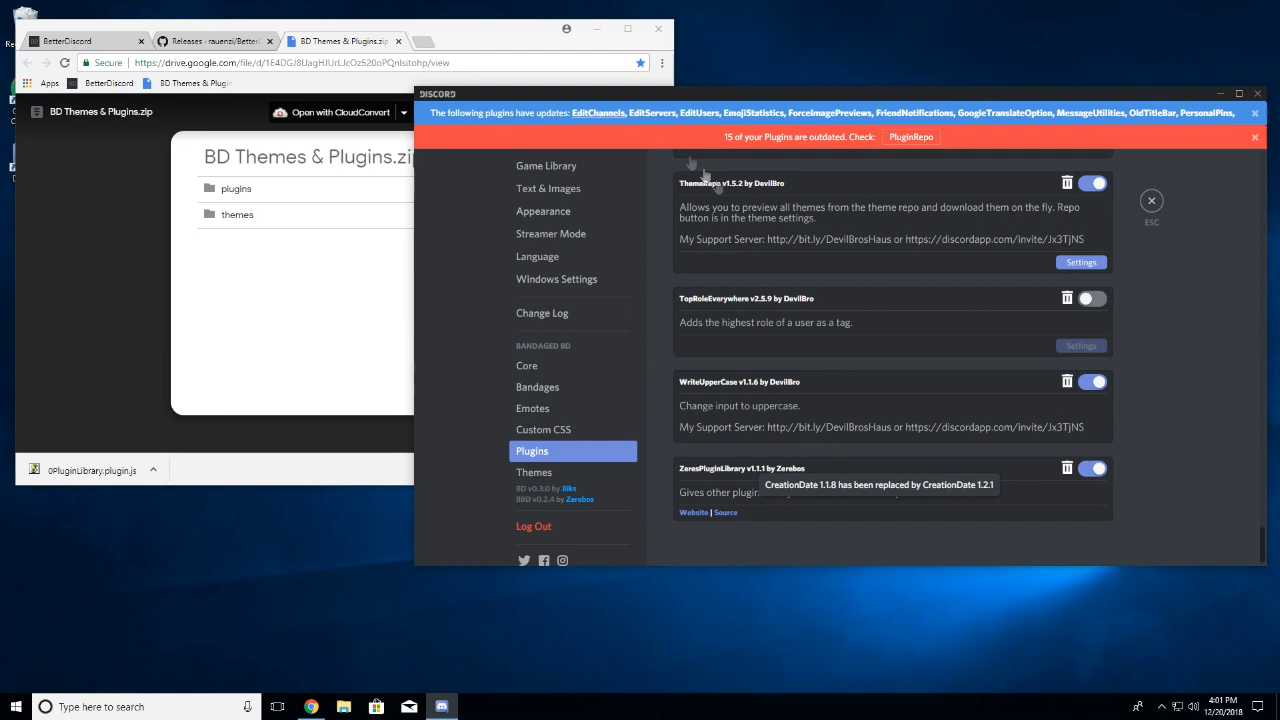 BetterDiscord
Releases - rauenzi/Better
BD Themes & Plugins.zip
Secure
https://drive.google.com/file/d/1E4DGJ8UagHJUrLJcOz520oPQnlsitohp/view
Apps
BetterDiscord
BD Themes & Plugin
BD Themes & Plugins.zip
Open with CloudConvert
BD Themes & Plugins.zip
plugins
themes
0PluginLibrary.plugin.js
DISCORD
The following plugins have updates: EditChannels, EditServers, EditUsers, EmojiStatistics, ForceImagePreviews, FriendNotifications, GoogleTranslateOption, MessageUtilities, OldTitleBar, PersonalPins,
15 of your Plugins are outdated. Check:
PluginRepo
Game Library
Text & Images
Appearance
Streamer Mode
Language
Windows Settings
Change Log
BANDAGED BD
Core
Bandages
Emotes
Custom CSS
Plugins
Themes
BD v0.3.0 by Jiiks
BBD v0.2.4 by Zerebos
Log Out
ThemeRepo v1.5.2 by DevilBro
Allows you to preview all themes from the theme repo and download them on the fly. Repo
button is in the theme settings.
My Support Server: http://bit.ly/DevilBrosHaus or https://discordapp.com/invite/Jx3TjNS
Settings
TopRoleEverywhere v2.5.9 by DevilBro
Adds the highest role of a user as a tag.
Settings
WriteUpperCase v1.1.6 by DevilBro
Change input to uppercase.
My Support Server: http://bit.ly/DevilBrosHaus or https://discordapp.com/invite/Jx3TjNS
ZeresPluginLibrary v1.1.1 by Zerebos
CreationDate 1.1.8 has been replaced by CreationDate 1.2.1
Gives other plugin
Website | Source
ESC
Type here to search
4:01 PM
12/20/2018